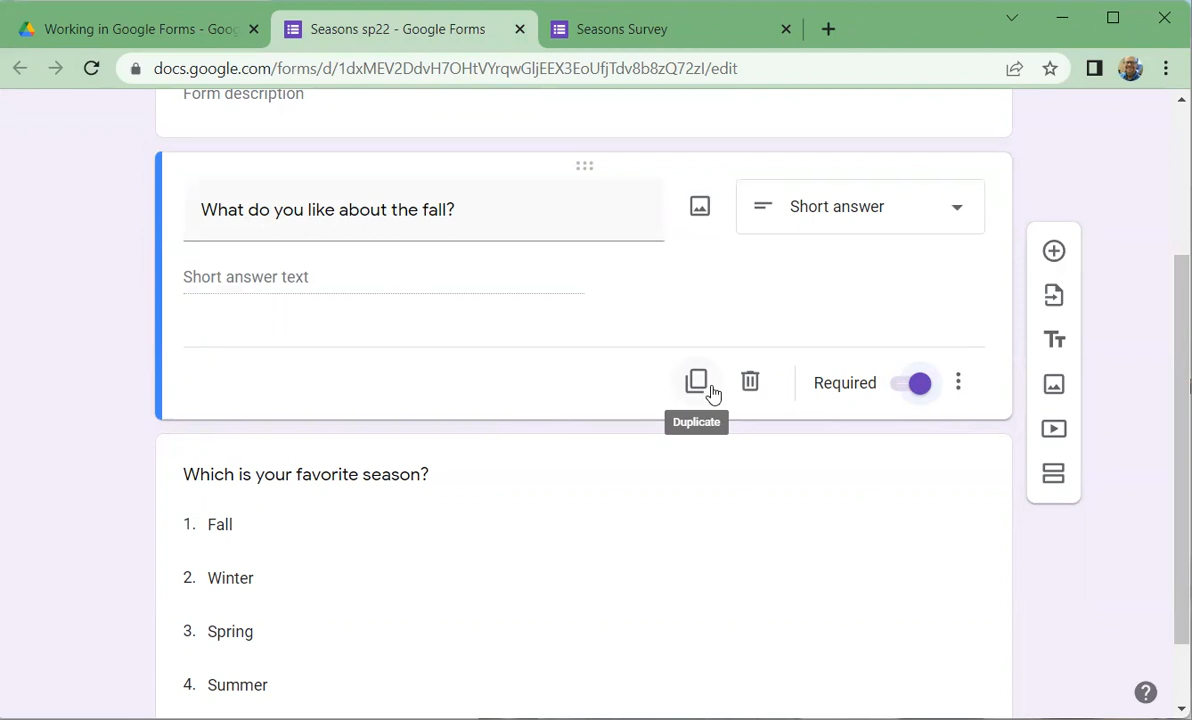 Working in Google Forms - Goog
Seasons sp22 - Google Forms
Seasons Survey
docs.google.com/forms/d/1dxMEV2DdvH7OHtVYrqwGljEEX3EoUfjTdv8b8zQ72zI/edit
Form description
What do you like about the fall?
Short answer
Short answer text
Required
Duplicate
Which is your favorite season?
1. Fall
2. Winter
3. Spring
4. Summer